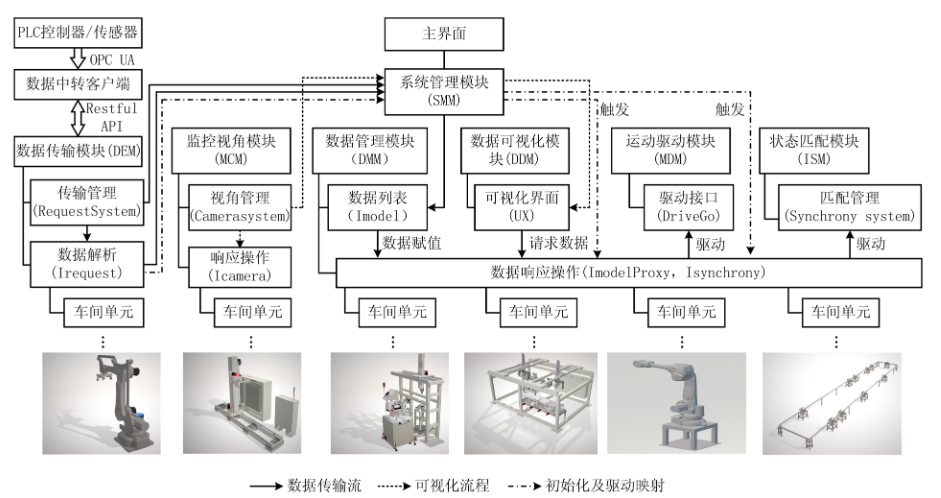 PLC控制器/传感器
OPC UA
数据中转客户端
Restful
API
数据传输模块(DEM)
传输管理
(RequestSystem)
数据解析
(Irequest)
车间单元
主界面
系统管理模块
(SMM)
触发
触发
监控视角模块
(MCM)
视角管理
(Camerasystem)
响应操作
(Icamera)
车间单元
数据管理模块
(DMM)
数据列表
(Imodel)
数据赋值
数据可视化模
块(DDM)
可视化界面
(UX)
请求数据
运动驱动模块
(MDM)
驱动接口
(DriveGo)
驱动
状态匹配模块
(ISM)
匹配管理
(Synchrony system)
驱动
数据响应操作(ImodelProxy, Isynchrony)
车间单元
车间单元
车间单元
车间单元
数据传输流
可视化流程
初始化及驱动映射